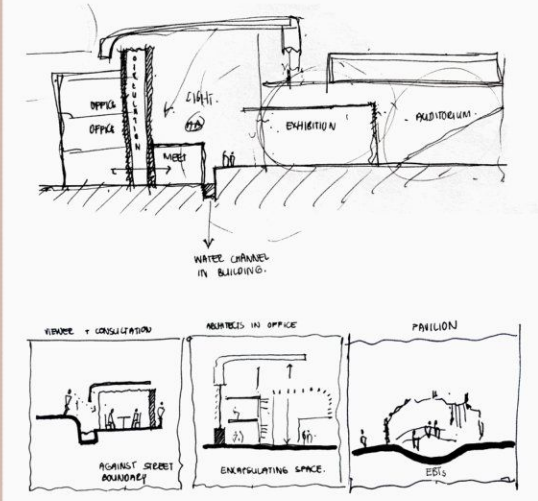 CIRCULATION
OFFICE
OFFICE
LIGHT.
MEET
EXHIBITION
AUDITORIUM.
WATER CHANNEL
IN BUILDING.
VIEWER + CONSULTATION
ARCHITECTS IN OFFICE
PAVILION
AGAINST STREET
BOUNDARY
ENCAPSULATING SPACE.